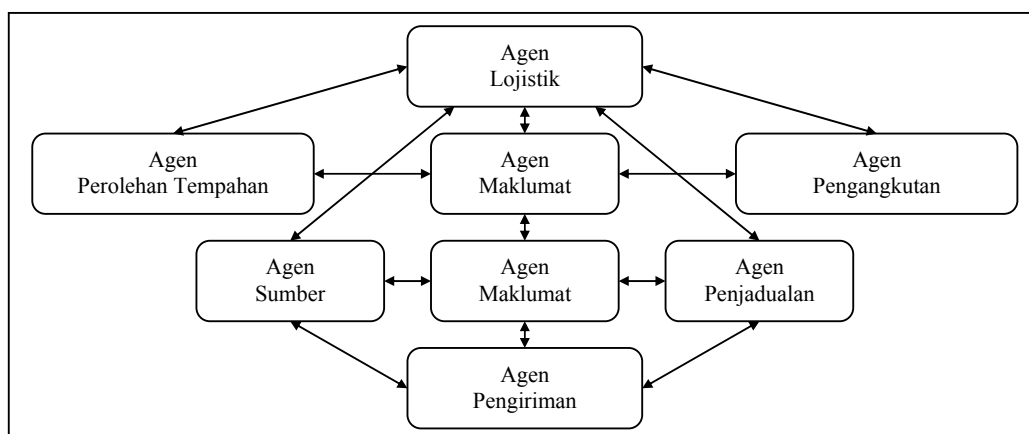 Agen
Lojistik
Agen
Perolehan Tempahan
Agen
Maklumat
Agen
Pengangkutan
Agen
Sumber
Agen
Maklumat
Agen
Penjadualan
Agen
Pengiriman